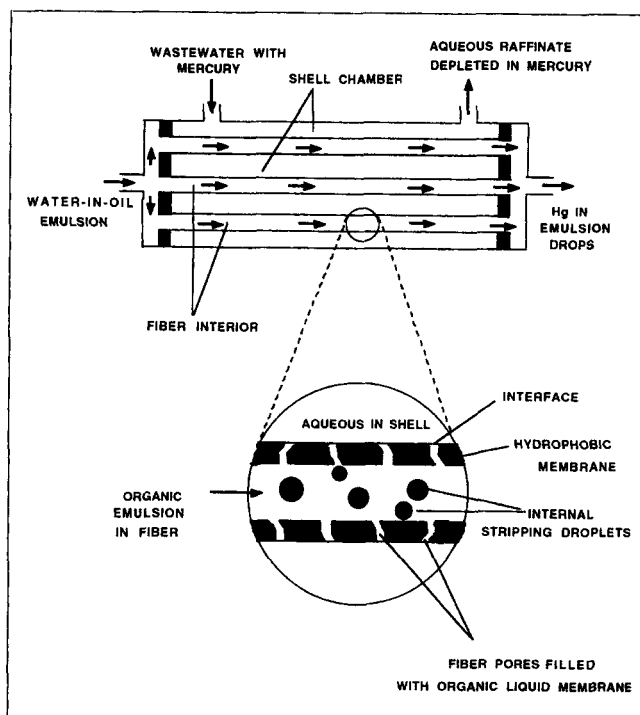 WASTEWATER WITH
MERCURY
AQUEOUS RAFFINATE
DEPLETED IN MERCURY
SHELL CHAMBER
WATER-IN-OIL
EMULSION
Hg IN
EMULSION
DROPS
FIBER INTERIOR
INTERFACE
AQUEOUS IN SHELL
HYDROPHOBIC
MEMBRANE
ORGANIC
EMULSION
IN FIBER
INTERNAL
STRIPPING DROPLETS
FIBER PORES FILLED
WITH ORGANIC LIQUID MEMBRANE